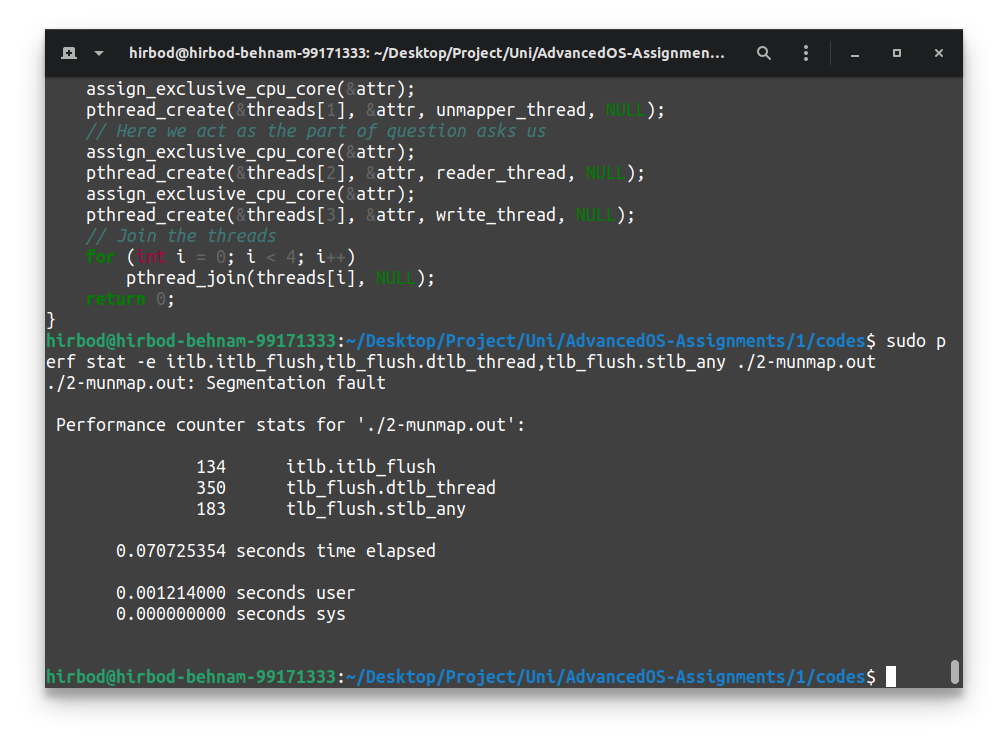 hirbod@hirbod-behnam-99171333: ~/Desktop/Project/Uni/AdvancedOS-Assignmen...
    assign_exclusive_cpu_core(&attr);
    pthread_create(&threads[1], &attr, unmapper_thread, NULL);
    // Here we act as the part of question asks us
    assign_exclusive_cpu_core(&attr);
    pthread_create(&threads[2], &attr, reader_thread, NULL);
    assign_exclusive_cpu_core(&attr);
    pthread_create(&threads[3], &attr, write_thread, NULL);
    // Join the threads
    for (int i = 0; i < 4; i++)
        pthread_join(threads[i], NULL);
    return 0;
}
hirbod@hirbod-behnam-99171333:~/Desktop/Project/Uni/AdvancedOS-Assignments/1/codes$ sudo p
erf stat -e itlb.itlb_flush,tlb_flush.dtlb_thread,tlb_flush.stlb_any ./2-munmap.out
./2-munmap.out: Segmentation fault
 Performance counter stats for './2-munmap.out':
               134      itlb.itlb_flush
               350      tlb_flush.dtlb_thread
               183      tlb_flush.stlb_any
       0.070725354 seconds time elapsed
       0.001214000 seconds user
       0.000000000 seconds sys
hirbod@hirbod-behnam-99171333:~/Desktop/Project/Uni/AdvancedOS-Assignments/1/codes$